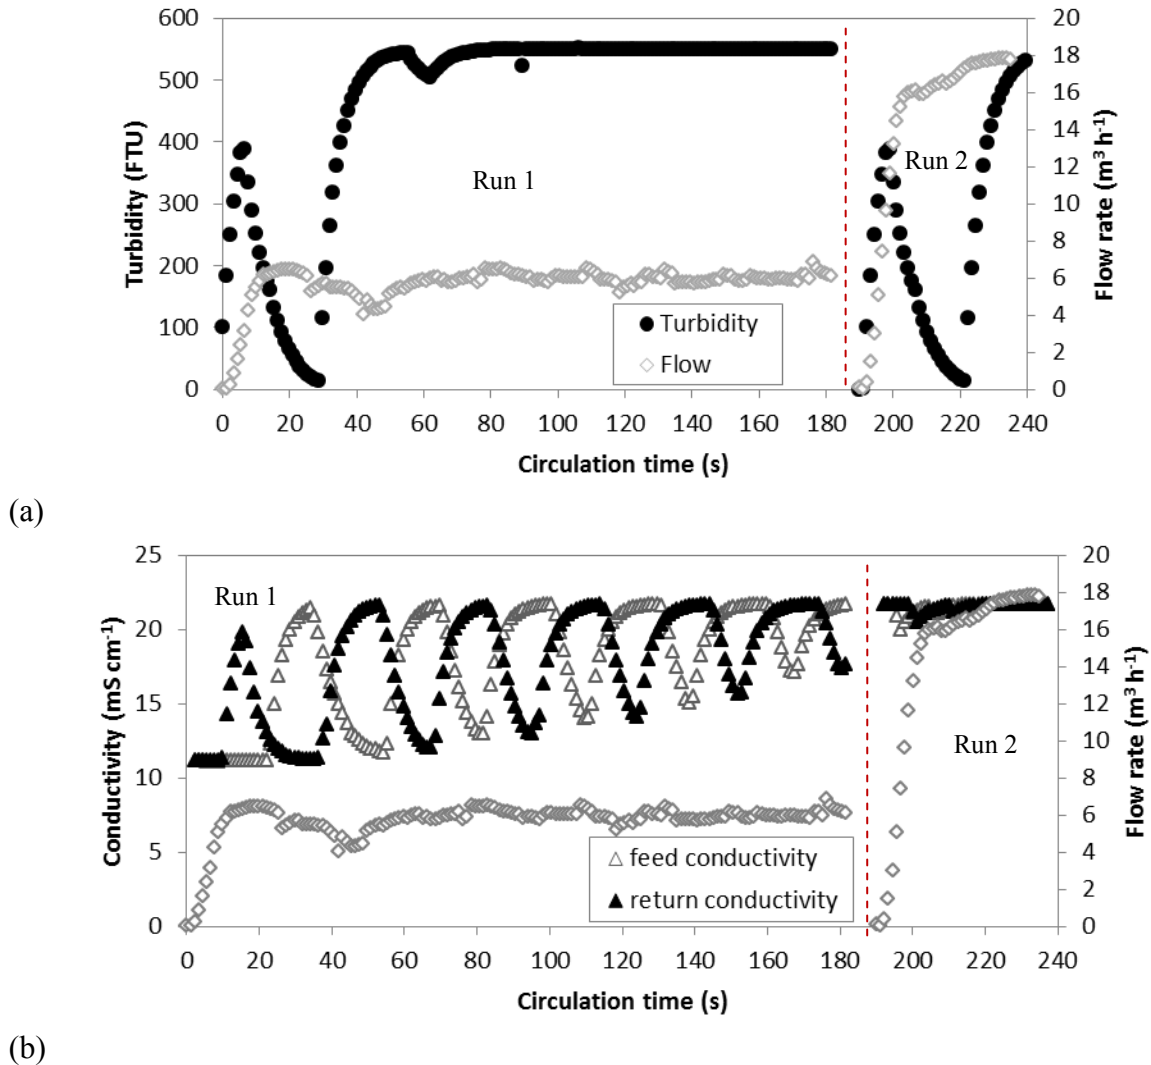 600
500
400
300
200
100
0
Turbidity (FTU)
Run 1
Run 2
Turbidity
Flow
20
18
16
14
12
10
8
6
4
2
0
Flow rate (m³ h⁻¹)
0 20 40 60 80 100 120 140 160 180 200 220 240
Circulation time (s)
(a)
25
20
15
10
5
0
Conductivity (mS cm⁻¹)
Run 1
Run 2
feed conductivity
return conductivity
20
18
16
14
12
10
8
6
4
2
0
Flow rate (m³ h⁻¹)
0 20 40 60 80 100 120 140 160 180 200 220 240
Circulation time (s)
(b)